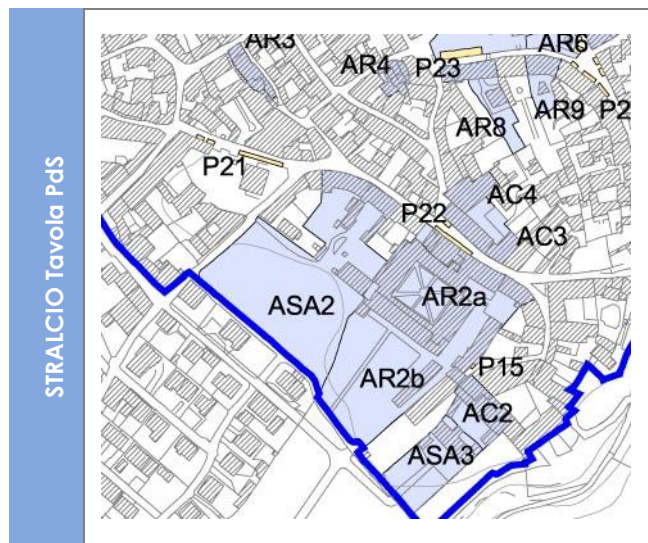 STRALCIO Tavola PdS
AR3
AR4
P23
AR6
AR8
AR9
P2
P21
P22
AC4
AC3
ASA2
AR2a
AR2b
P15
AC2
ASA3